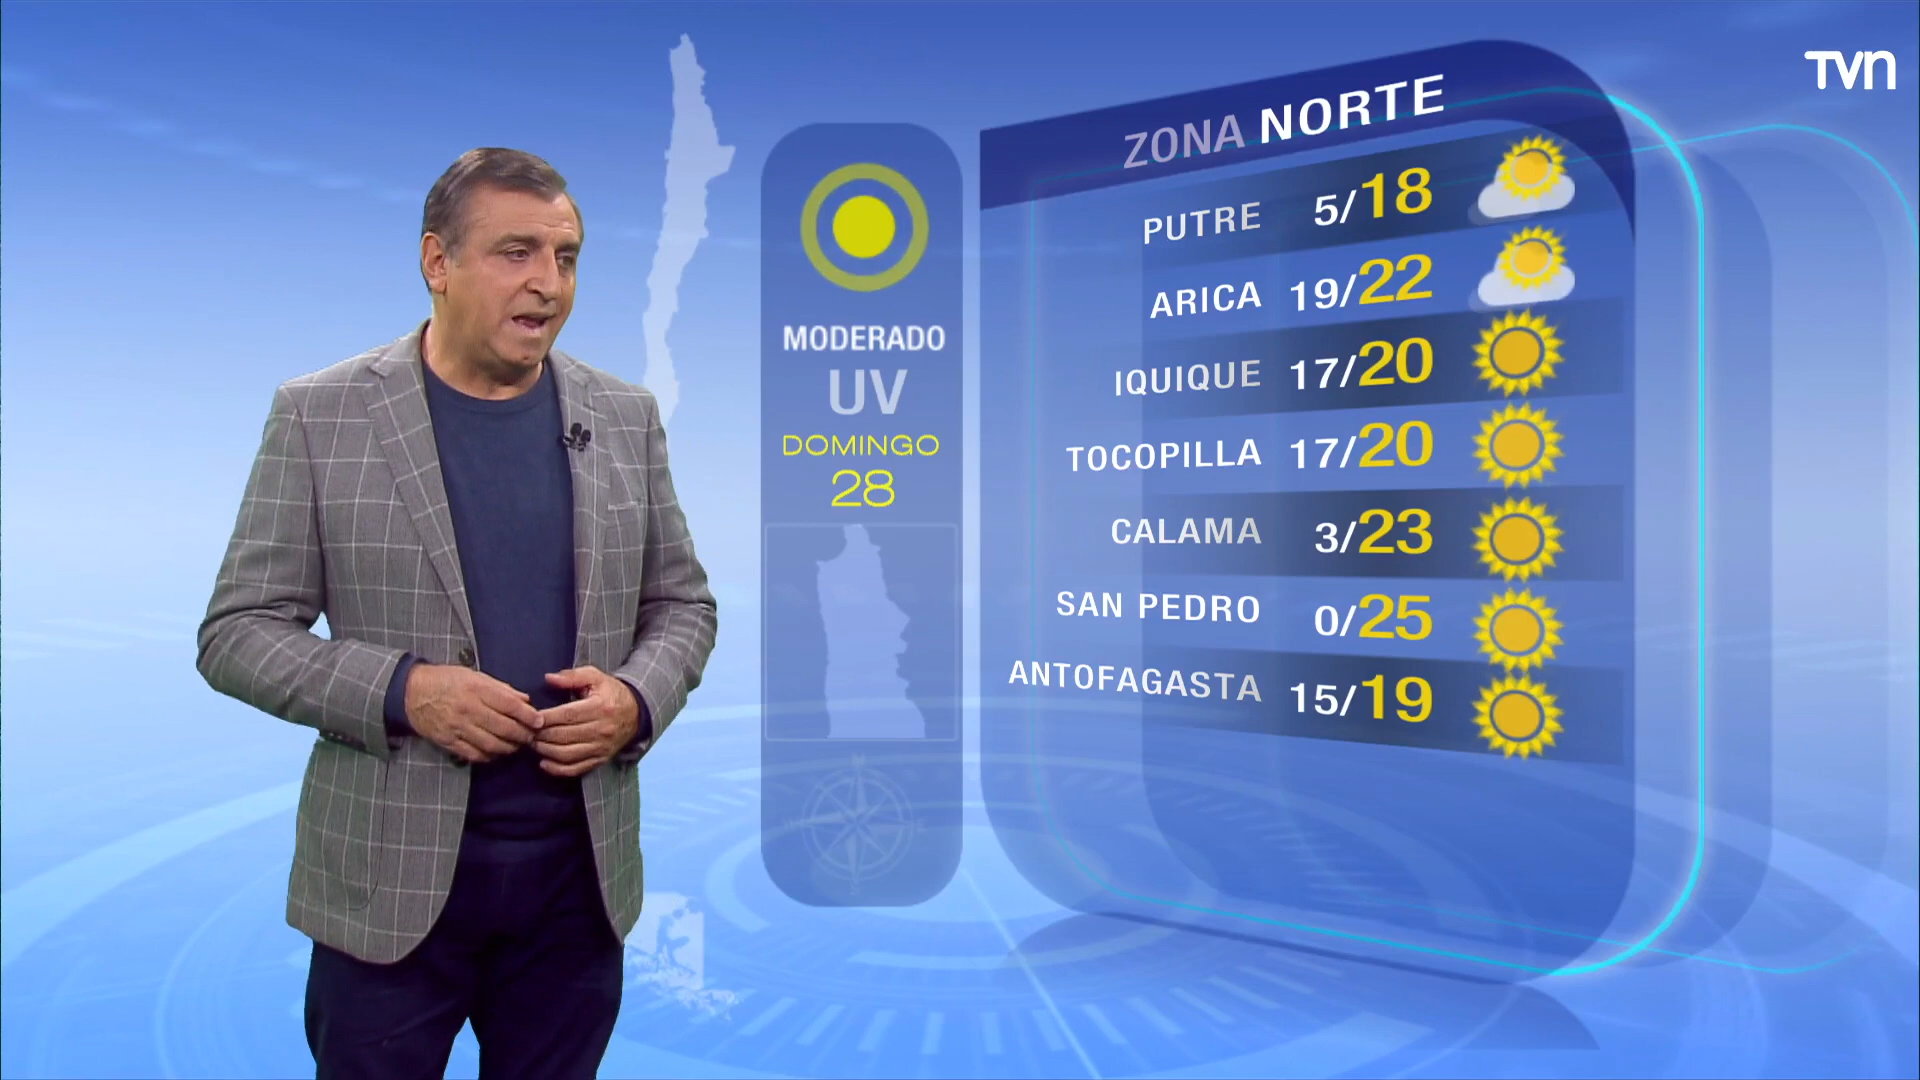 TVN
ZONA NORTE
PUTRE 5/18
ARICA 19/22
IQUIQUE 17/20
TOCOPILLA 17/20
CALAMA 3/23
SAN PEDRO 0/25
ANTOFAGASTA 15/19
MODERADO
UV
DOMINGO
28
N